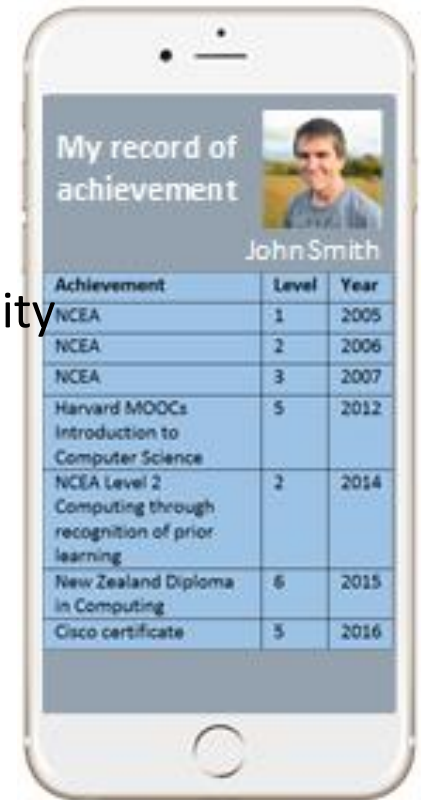 My record of
achievement
John Smith
Achievement Level Year
ity
NCEA 1 2005
NCEA 2 2006
NCEA 3 2007
Harvard MOOCs 5 2012
Introduction to
Computer Science
NCEA Level 2 2 2014
Computing through
recognition of prior
learning
New Zealand Diploma 6 2015
in Computing
Cisco certificate 5 2016